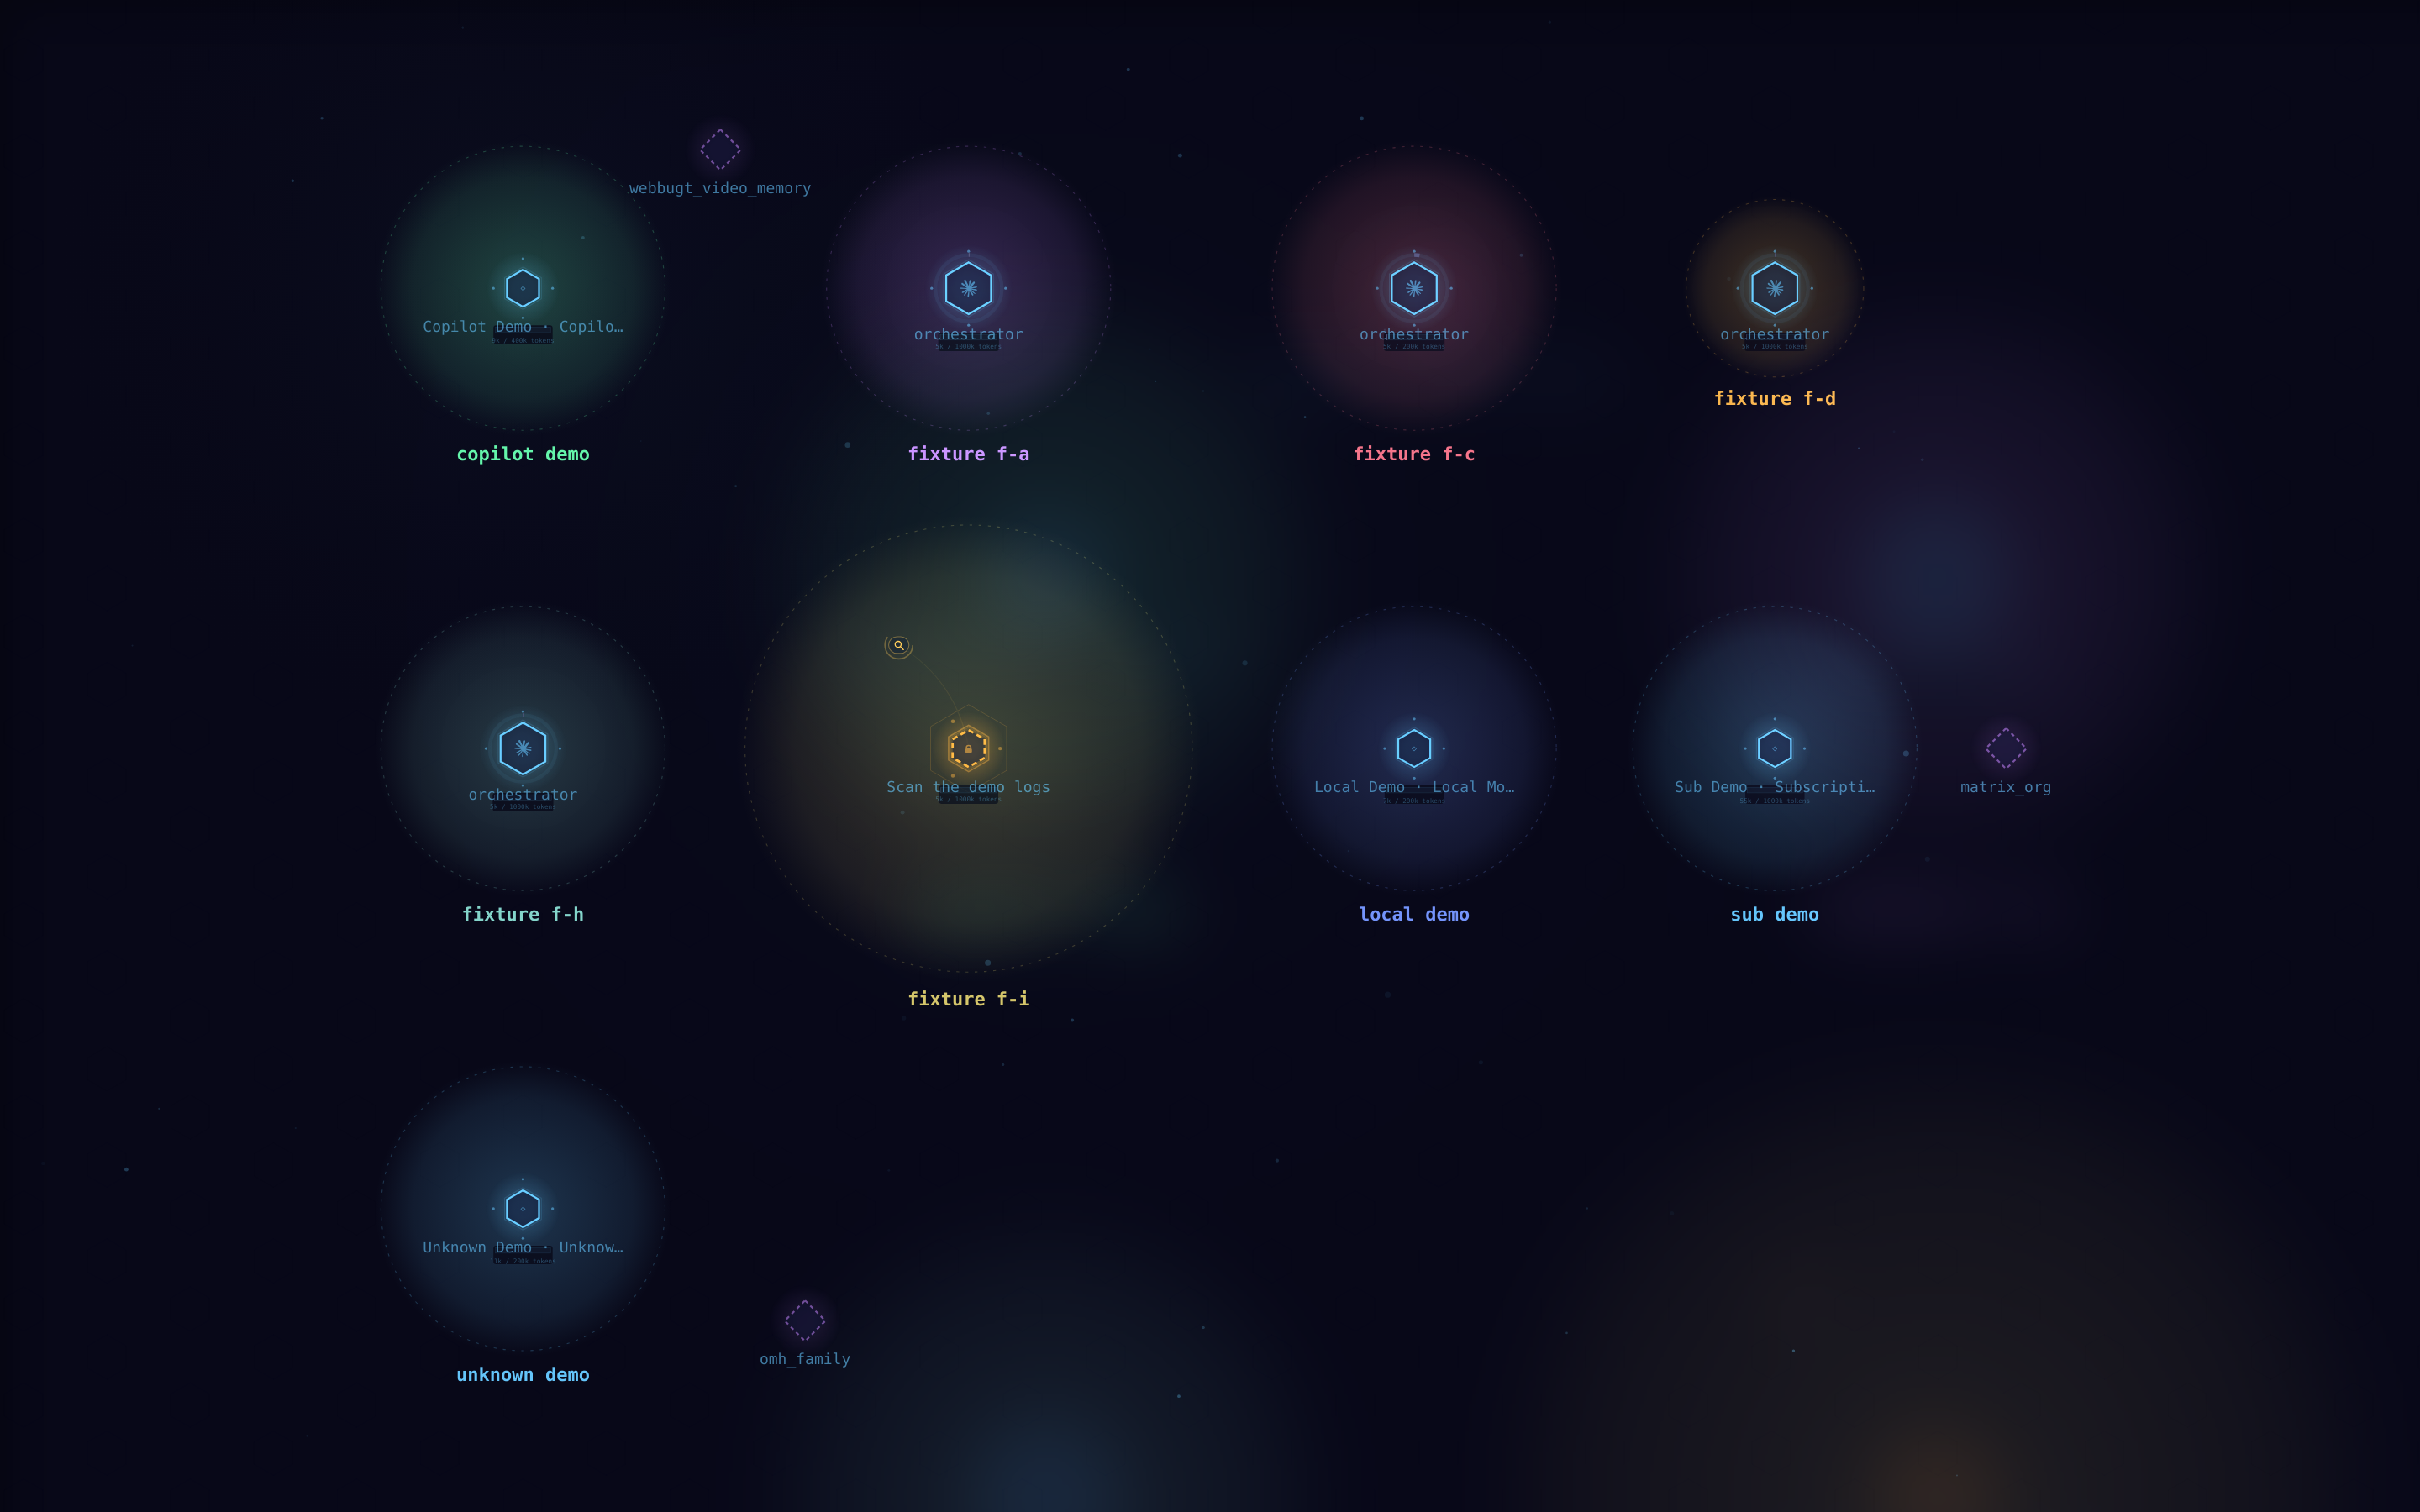 webbugt_video_memory
Copilot Demo · Copilo…
orchestrator
orchestrator
orchestrator
copilot demo
fixture f-a
fixture f-c
fixture f-d
orchestrator
Scan the demo logs
Local Demo · Local Mo…
Sub Demo · Subscripti…
matrix_org
fixture f-h
fixture f-i
local demo
sub demo
Unknown Demo · Unknow…
unknown demo
omh_family